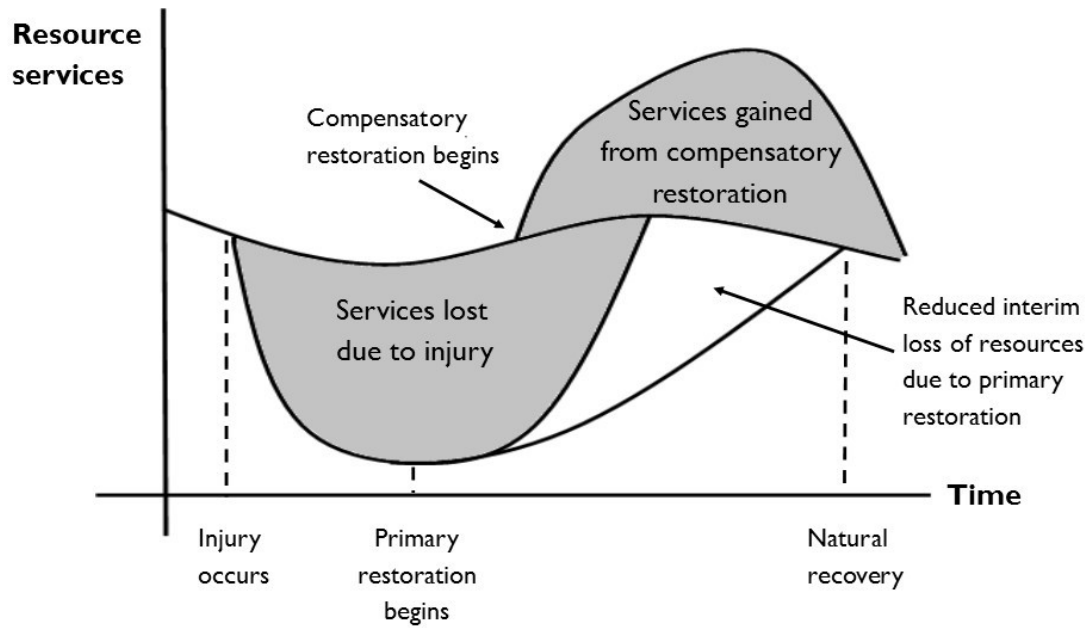 Resource
services
Compensatory
restoration begins
Services gained
from compensatory
restoration
Services lost
due to injury
Reduced interim
loss of resources
due to primary
restoration
Time
Injury
occurs
Primary
restoration
begins
Natural
recovery